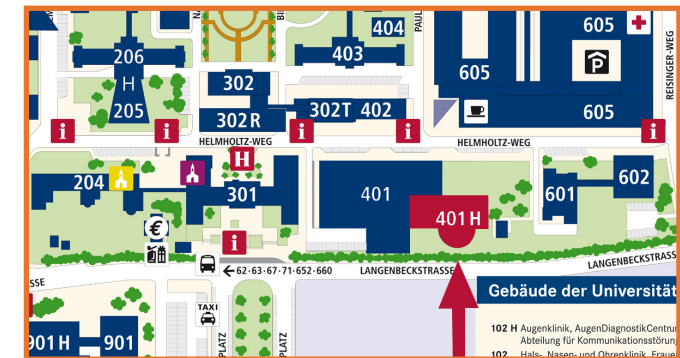 404
206
403
605
605
605
H
205
302
302 R
302T 402
HELMHOLTZ-WEG
HELMHOLTZ-WEG
REISINGER-WEG
P
i
i
i
i
i
H
204
301
401
401 H
601
602
€
i
←62·63·67·71·652·660
LANGENBECKSTRASSE
LANGENBECKSTRASS
SSE
TAXI
PLATZ
PLATZ
901 H
901
Gebäude der Universität
102 H Augenklinik, AugenDiagnostikCentru
Abteilung für Kommunikationsstörung
102 Hals-, Nasen- und Ohrenklinik, Fraue